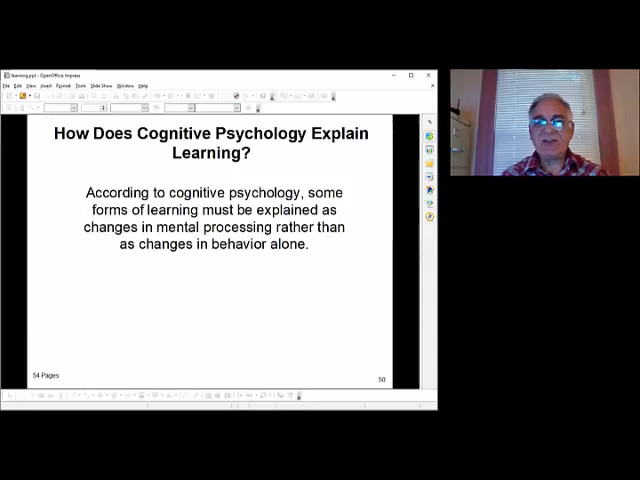 learning.ppt - OpenOffice Impress
File Edit View Insert Format Tools Slide Show Window Help
How Does Cognitive Psychology Explain
Learning?
According to cognitive psychology, some
forms of learning must be explained as
changes in mental processing rather than
as changes in behavior alone.
54 Pages
50